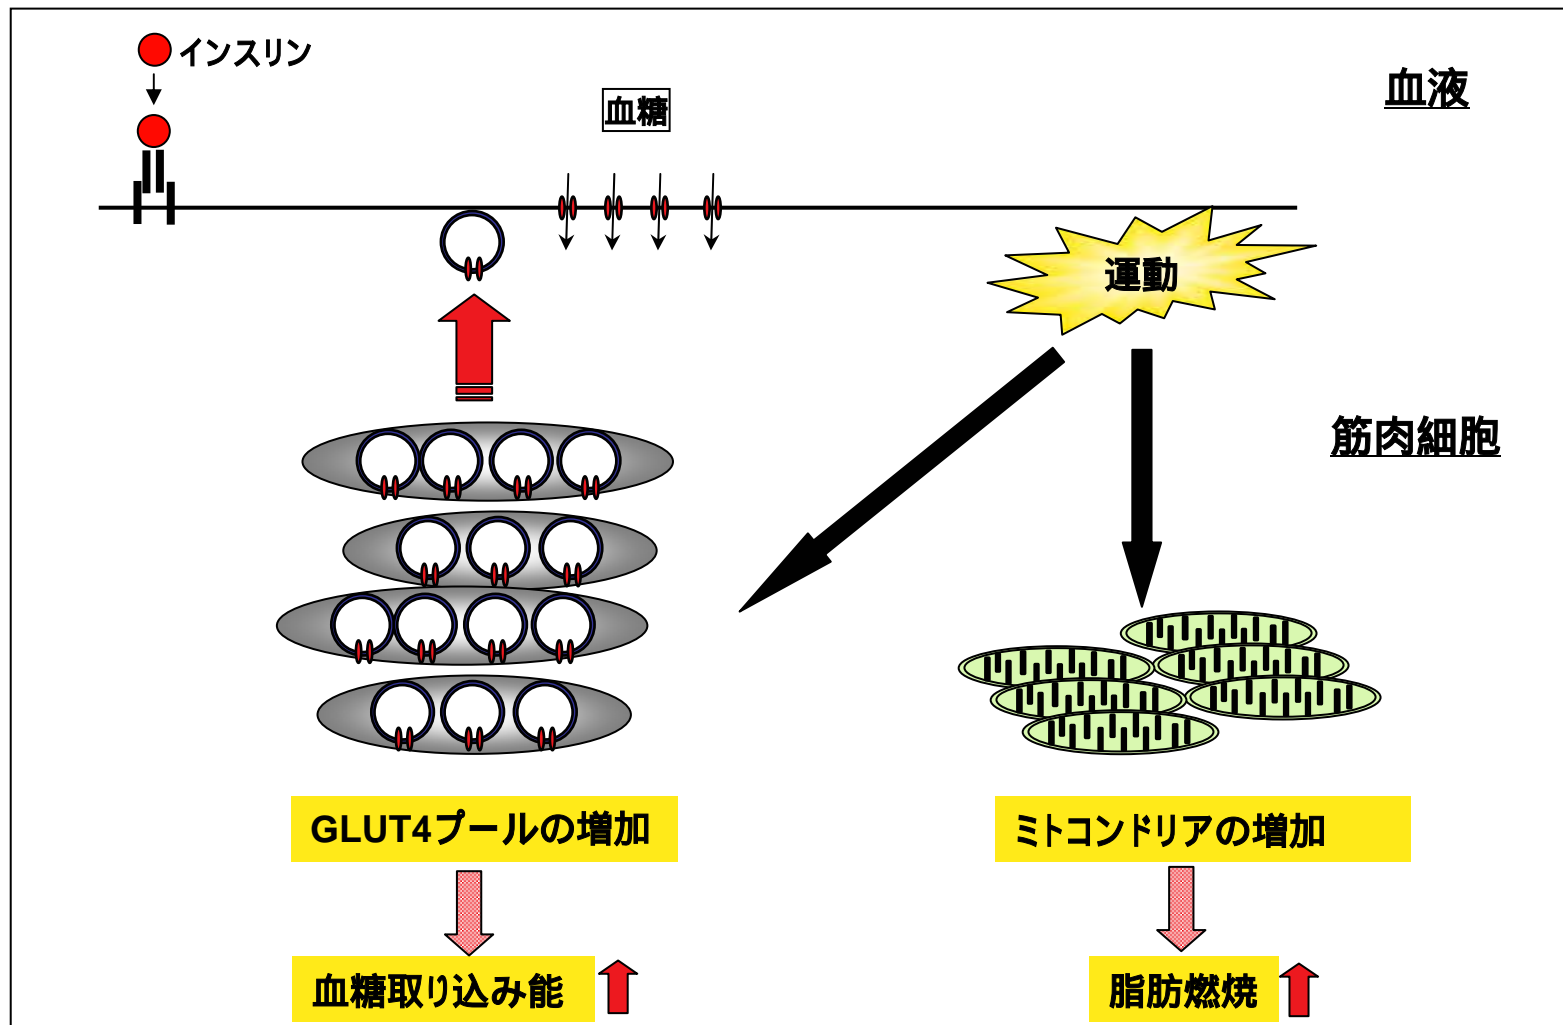 インスリン
血液
血糖
運動
筋肉細胞
GLUT4プールの増加
ミトコンドリアの増加
血糖取り込み能
脂肪燃焼